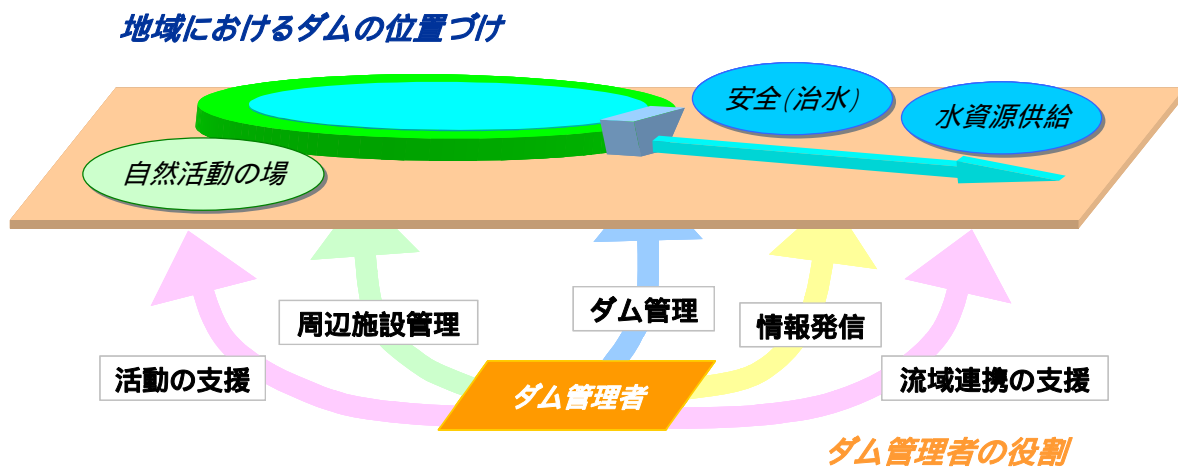 地域におけるダムの位置づけ
安全(治水)
水資源供給
自然活動の場
ダム管理
周辺施設管理
情報発信
活動の支援
流域連携の支援
ダム管理者
ダム管理者の役割